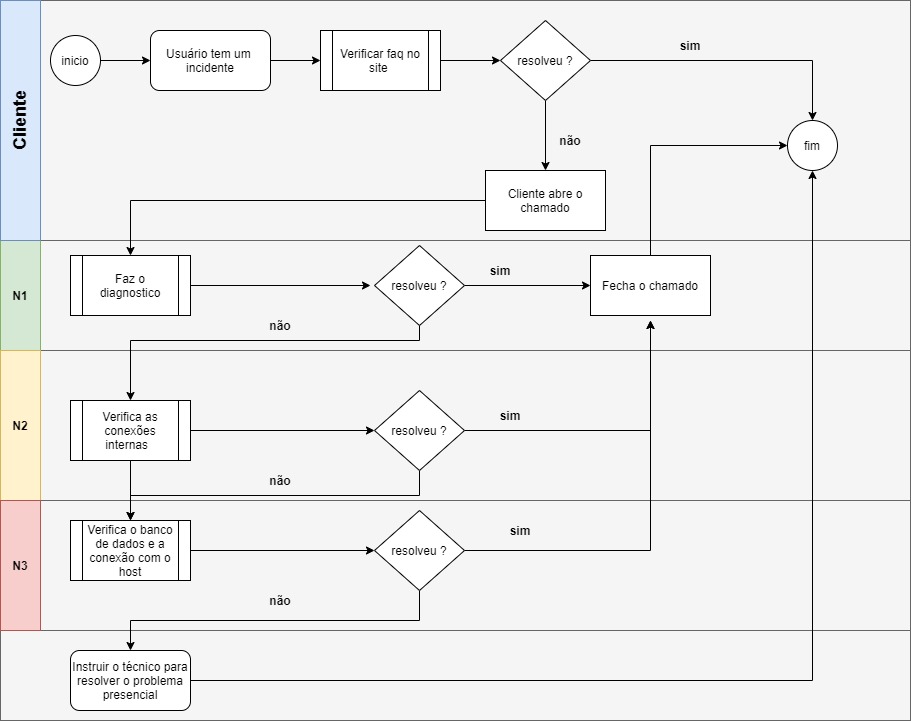 Cliente
inicio
Usuário tem um
incidente
Verificar faq no
site
resolveu ?
sim
não
fim
Cliente abre o
chamado
N1
Faz o
diagnostico
resolveu ?
sim
Fecha o chamado
não
N2
Verifica as
conexões
internas
resolveu ?
sim
não
N3
Verifica o banco
de dados e a
conexão com o
host
resolveu ?
sim
não
Instruir o técnico para
resolver o problema
presencial